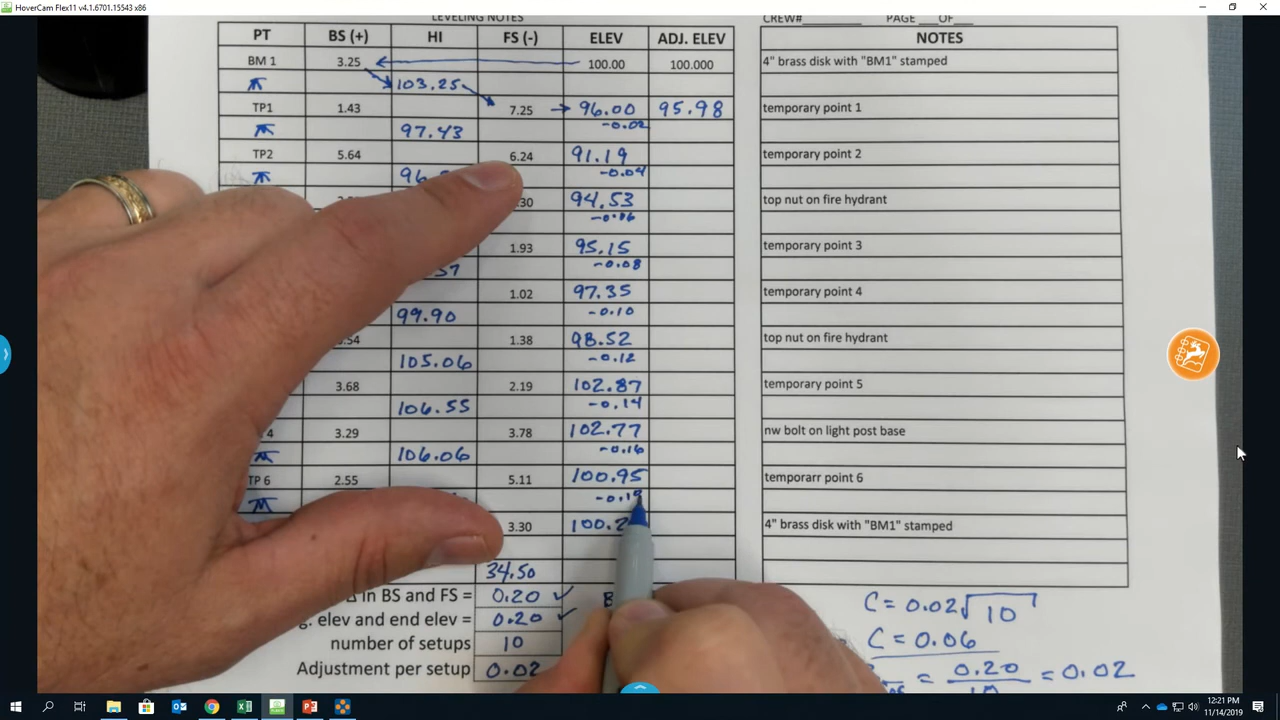 HoverCam Flex11 v4.1.6701.15543 x86
LEVELING NOTES CREW# PAGE OF
PT BS (+) HI FS (-) ELEV ADJ. ELEV NOTES
BM 1 3.25 100.00 100.000 4" brass disk with "BM1" stamped
103.25
TP1 1.43 7.25 96.00 95.98 temporary point 1
97.43 -0.02
TP2 5.64 6.24 91.19 temporary point 2
-0.04
94.53 top nut on fire hydrant
-0.06
1.93 95.15 temporary point 3
-0.08
1.02 97.35 temporary point 4
99.90 -0.10
1.38 98.52 top nut on fire hydrant
105.06 -0.12
3.68 2.19 102.87 temporary point 5
106.55 -0.14
4 3.29 3.78 102.77 nw bolt on light post base
106.06 -0.16
TP 6 2.55 5.11 100.95 temporarr point 6
3.30 4" brass disk with "BM1" stamped
34.50
in BS and FS = 0.20 ✓
elev and end elev = 0.20 ✓
number of setups 10
Adjustment per setup 0.02
C = 0.02√10
C = 0.06
= 0.20/10 = 0.02
12:21 PM
11/14/2019